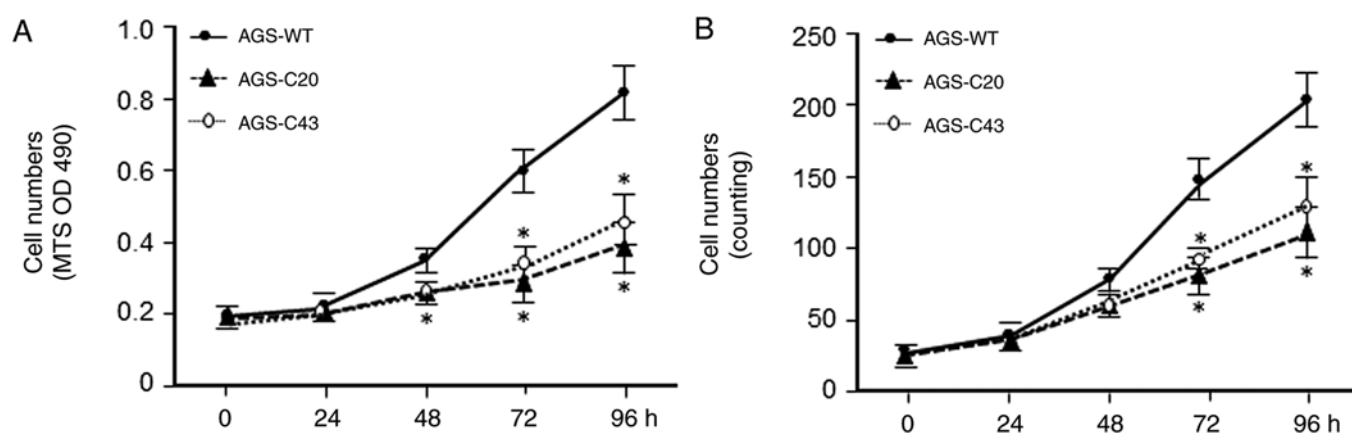 A
Cell numbers
(MTS OD 490)
1.0
0.8
0.6
0.4
0.2
0
AGS-WT
AGS-C20
AGS-C43
*
*
*
*
*
0
24
48
72
96 h
B
Cell numbers
(counting)
250
200
150
100
50
0
AGS-WT
AGS-C20
AGS-C43
*
*
*
*
0
24
48
72
96 h